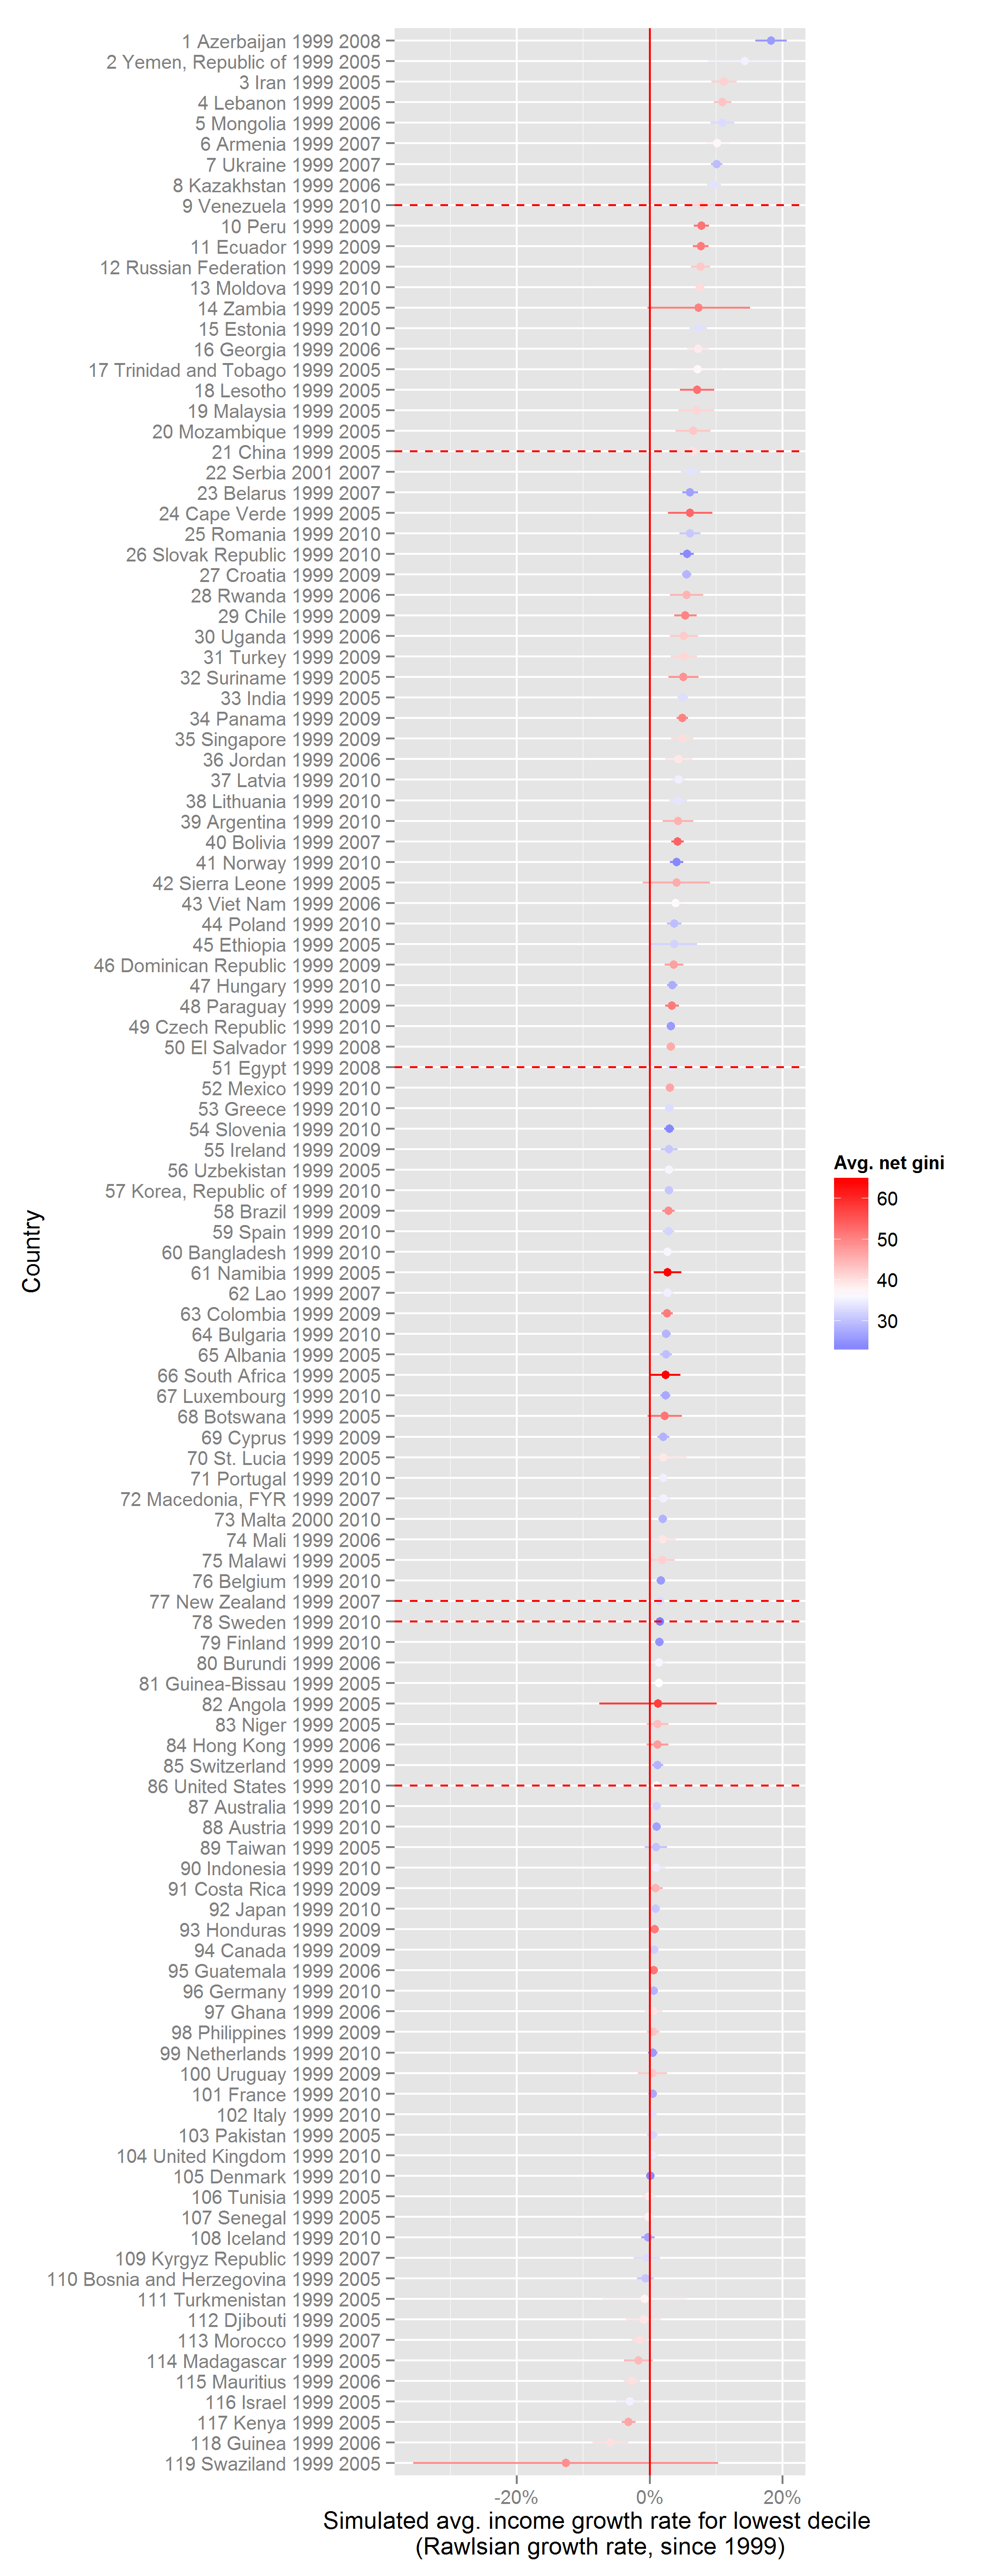 1 Azerbaijan 1999 2008
2 Yemen, Republic of 1999 2005
3 Iran 1999 2005
4 Lebanon 1999 2005
5 Mongolia 1999 2006
6 Armenia 1999 2007
7 Ukraine 1999 2007
8 Kazakhstan 1999 2006
9 Venezuela 1999 2010
10 Peru 1999 2009
11 Ecuador 1999 2009
12 Russian Federation 1999 2009
13 Moldova 1999 2010
14 Zambia 1999 2005
15 Estonia 1999 2010
16 Georgia 1999 2006
17 Trinidad and Tobago 1999 2005
18 Lesotho 1999 2005
19 Malaysia 1999 2005
20 Mozambique 1999 2005
21 China 1999 2005
22 Serbia 2001 2007
23 Belarus 1999 2007
24 Cape Verde 1999 2005
25 Romania 1999 2010
26 Slovak Republic 1999 2010
27 Croatia 1999 2009
28 Rwanda 1999 2006
29 Chile 1999 2009
30 Uganda 1999 2006
31 Turkey 1999 2009
32 Suriname 1999 2005
33 India 1999 2005
34 Panama 1999 2009
35 Singapore 1999 2009
36 Jordan 1999 2006
37 Latvia 1999 2010
38 Lithuania 1999 2010
39 Argentina 1999 2010
40 Bolivia 1999 2007
41 Norway 1999 2010
42 Sierra Leone 1999 2005
43 Viet Nam 1999 2006
44 Poland 1999 2010
45 Ethiopia 1999 2005
46 Dominican Republic 1999 2009
47 Hungary 1999 2010
48 Paraguay 1999 2009
49 Czech Republic 1999 2010
50 El Salvador 1999 2008
51 Egypt 1999 2008
52 Mexico 1999 2010
53 Greece 1999 2010
54 Slovenia 1999 2010
55 Ireland 1999 2009
56 Uzbekistan 1999 2005
57 Korea, Republic of 1999 2010
58 Brazil 1999 2009
59 Spain 1999 2010
60 Bangladesh 1999 2010
61 Namibia 1999 2005
62 Lao 1999 2007
63 Colombia 1999 2009
64 Bulgaria 1999 2010
65 Albania 1999 2005
66 South Africa 1999 2005
67 Luxembourg 1999 2010
68 Botswana 1999 2005
69 Cyprus 1999 2009
70 St. Lucia 1999 2005
71 Portugal 1999 2010
72 Macedonia, FYR 1999 2007
73 Malta 2000 2010
74 Mali 1999 2006
75 Malawi 1999 2005
76 Belgium 1999 2010
77 New Zealand 1999 2007
78 Sweden 1999 2010
79 Finland 1999 2010
80 Burundi 1999 2006
81 Guinea-Bissau 1999 2005
82 Angola 1999 2005
83 Niger 1999 2005
84 Hong Kong 1999 2006
85 Switzerland 1999 2009
86 United States 1999 2010
87 Australia 1999 2010
88 Austria 1999 2010
89 Taiwan 1999 2005
90 Indonesia 1999 2010
91 Costa Rica 1999 2009
92 Japan 1999 2010
93 Honduras 1999 2009
94 Canada 1999 2009
95 Guatemala 1999 2006
96 Germany 1999 2010
97 Ghana 1999 2006
98 Philippines 1999 2009
99 Netherlands 1999 2010
100 Uruguay 1999 2009
101 France 1999 2010
102 Italy 1999 2010
103 Pakistan 1999 2005
104 United Kingdom 1999 2010
105 Denmark 1999 2010
106 Tunisia 1999 2005
107 Senegal 1999 2005
108 Iceland 1999 2010
109 Kyrgyz Republic 1999 2007
110 Bosnia and Herzegovina 1999 2005
111 Turkmenistan 1999 2005
112 Djibouti 1999 2005
113 Morocco 1999 2007
114 Madagascar 1999 2005
115 Mauritius 1999 2006
116 Israel 1999 2005
117 Kenya 1999 2005
118 Guinea 1999 2006
119 Swaziland 1999 2005
Country
-20% 0% 20%
Simulated avg. income growth rate for lowest decile
(Rawlsian growth rate, since 1999)
Avg. net gini
60
50
40
30